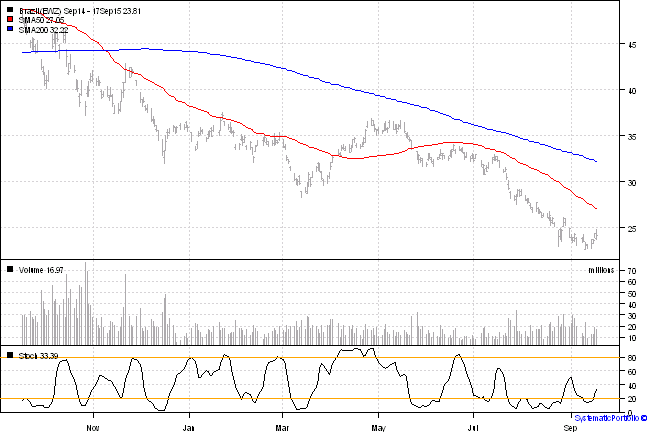 Brasil(EWZ) Sep14 - 17Sep15 23.81
SMA50 27.05
SMA200 32.22
45
40
35
30
25
Volume 16.97
millions
70
60
50
40
30
20
10
Stoch 33.39
80
60
40
20
0
Nov
Jan
Mar
May
Jul
Sep
SystematicPortfolio ©